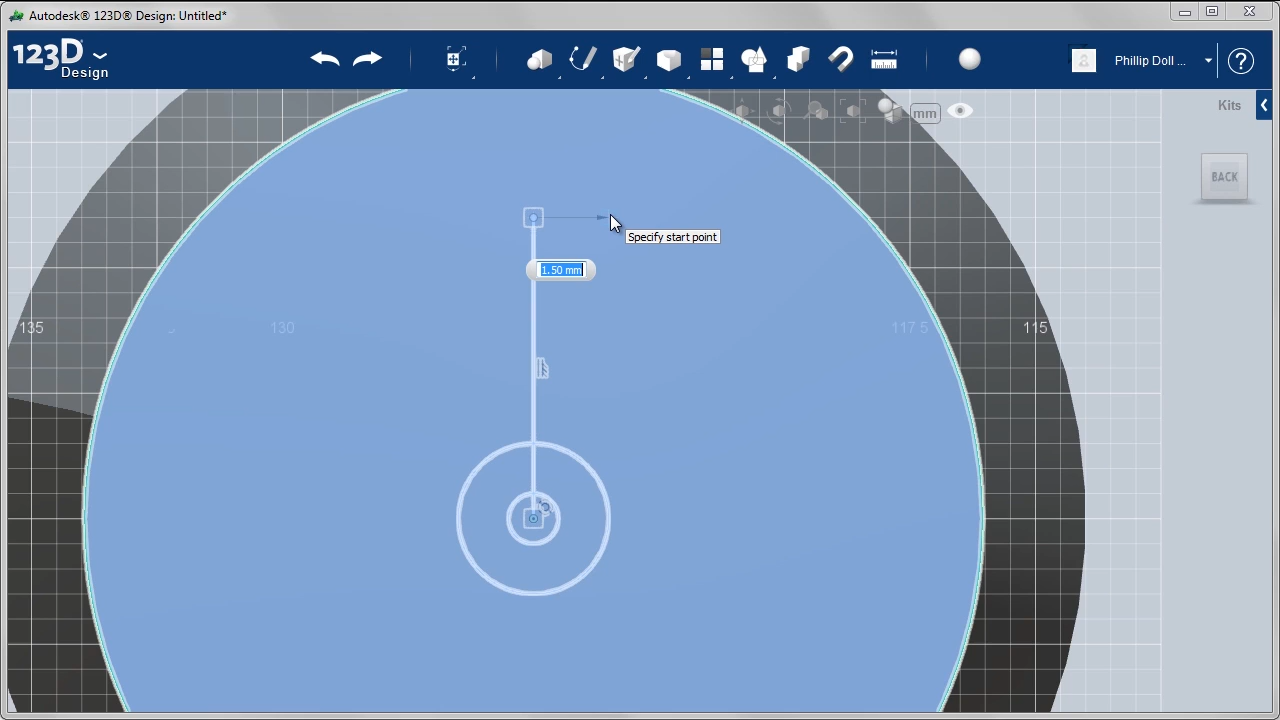 Autodesk® 123D® Design: Untitled*
123D
Design
Phillip Doll ...
?
mm
Kits
BACK
Specify start point
1.50 mm
135
130
117.5
115